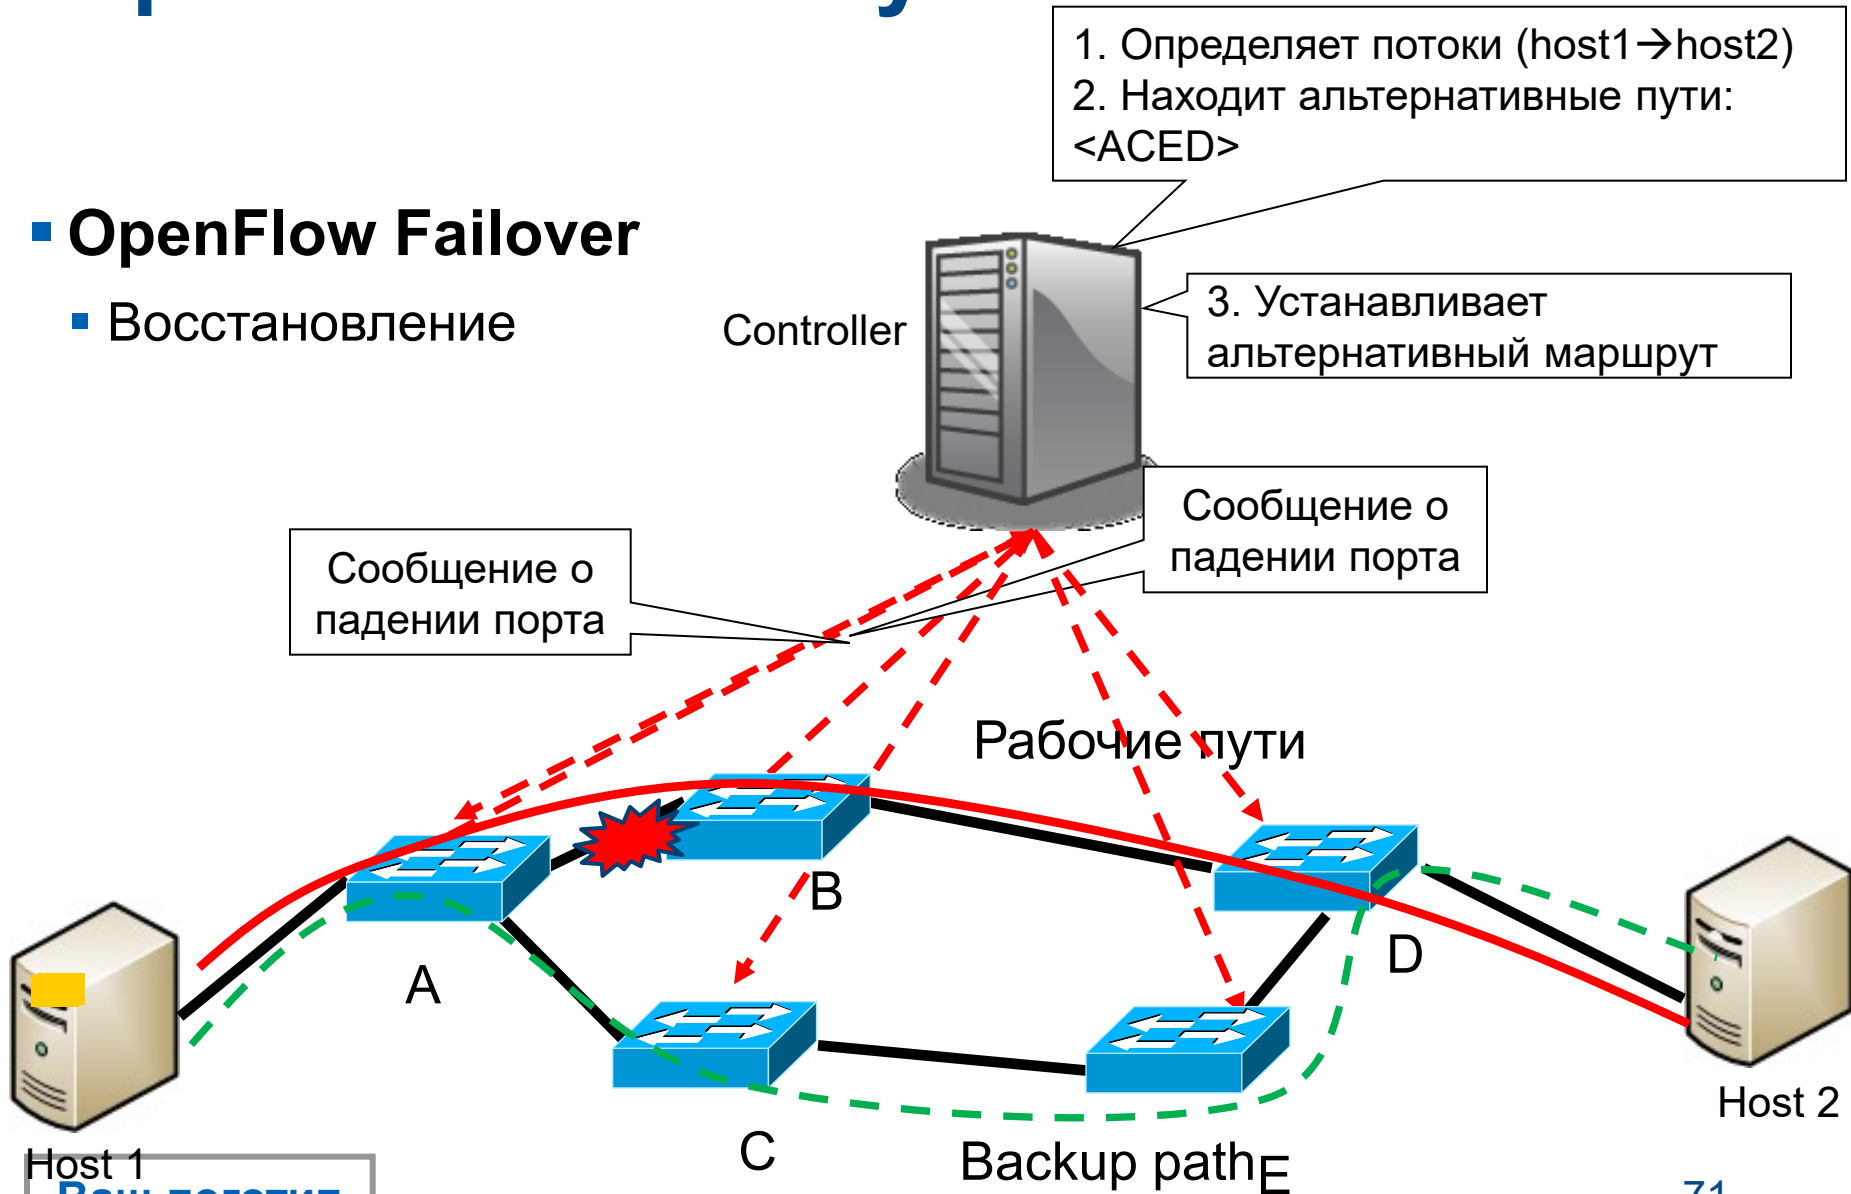 1. Определяет потоки (host1→host2)
2. Находит альтернативные пути:
<ACED>
OpenFlow Failover
Восстановление
Controller
3. Устанавливает
альтернативный маршрут
Сообщение о
падении порта
Сообщение о
падении порта
Рабочие пути
B
A
D
Host 2
C
Backup path
E
Host 1
71